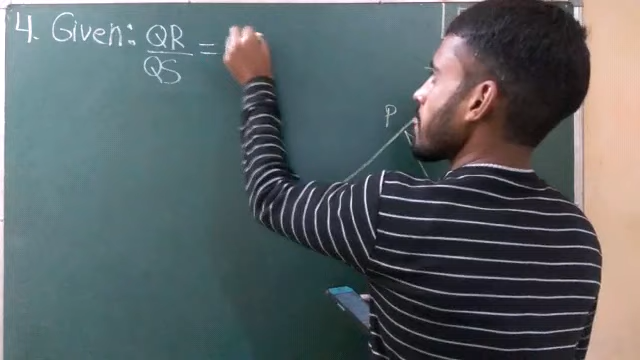 4. Given: QR/QS =
P